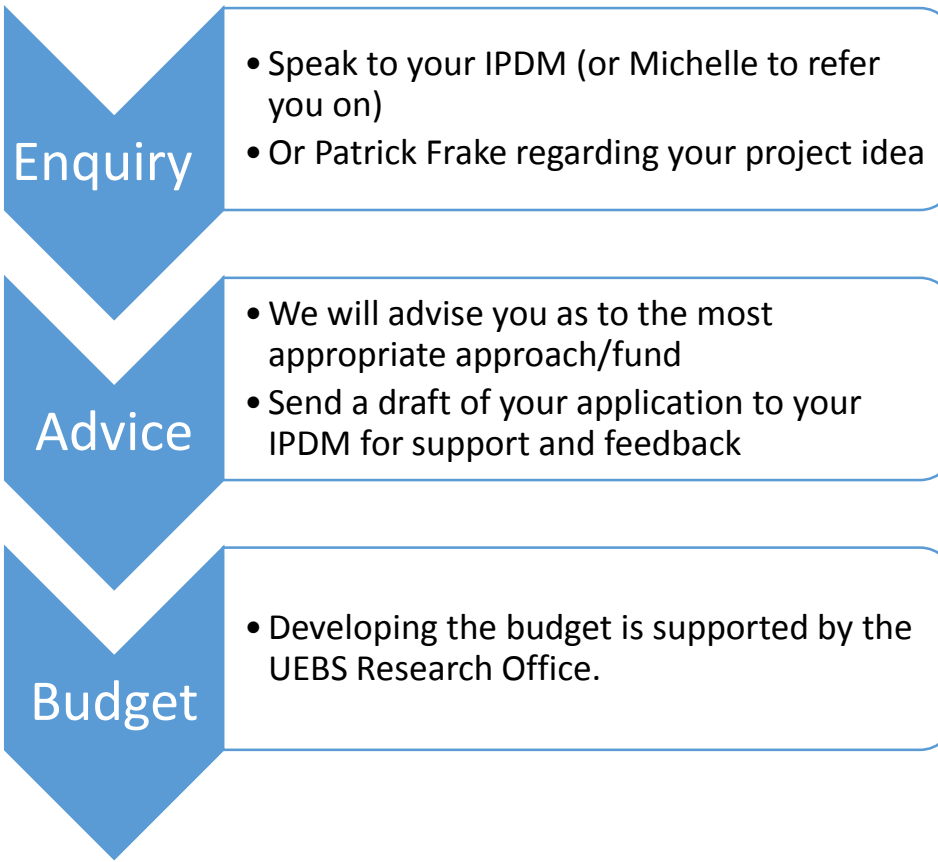 Enquiry
• Speak to your IPDM (or Michelle to refer
you on)
• Or Patrick Frake regarding your project idea
Advice
• We will advise you as to the most
appropriate approach/fund
• Send a draft of your application to your
IPDM for support and feedback
Budget
• Developing the budget is supported by the
UEBS Research Office.